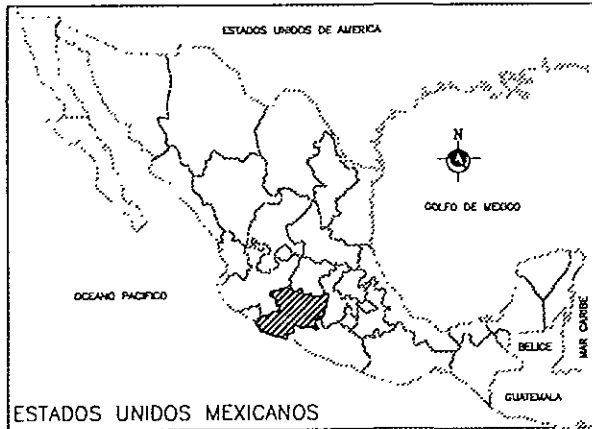 ESTADOS UNIDOS DE AMERICA
N
GOLFO DE MEXICO
OCEANO PACIFICO
MAR CARIBE
BELICE
GUATEMALA
ESTADOS UNIDOS MEXICANOS